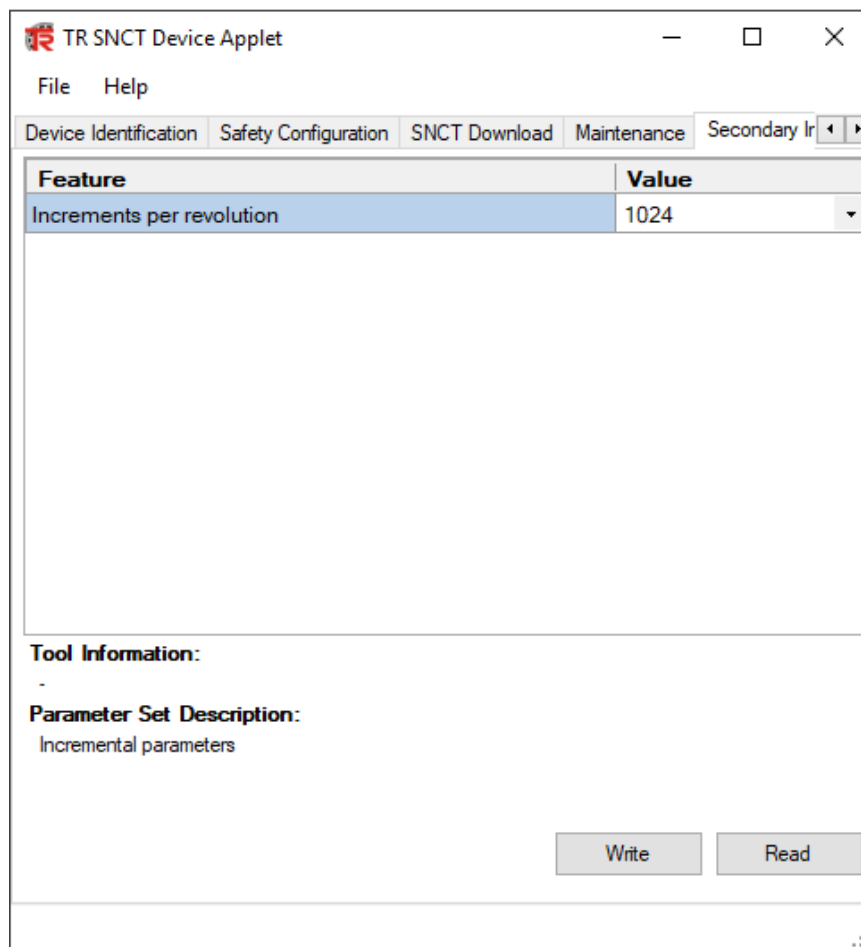 TR SNCT Device Applet
File Help
Device Identification Safety Configuration SNCT Download Maintenance Secondary
Feature Value
Increments per revolution 1024
Tool Information:
-
Parameter Set Description:
Incremental parameters
Write Read